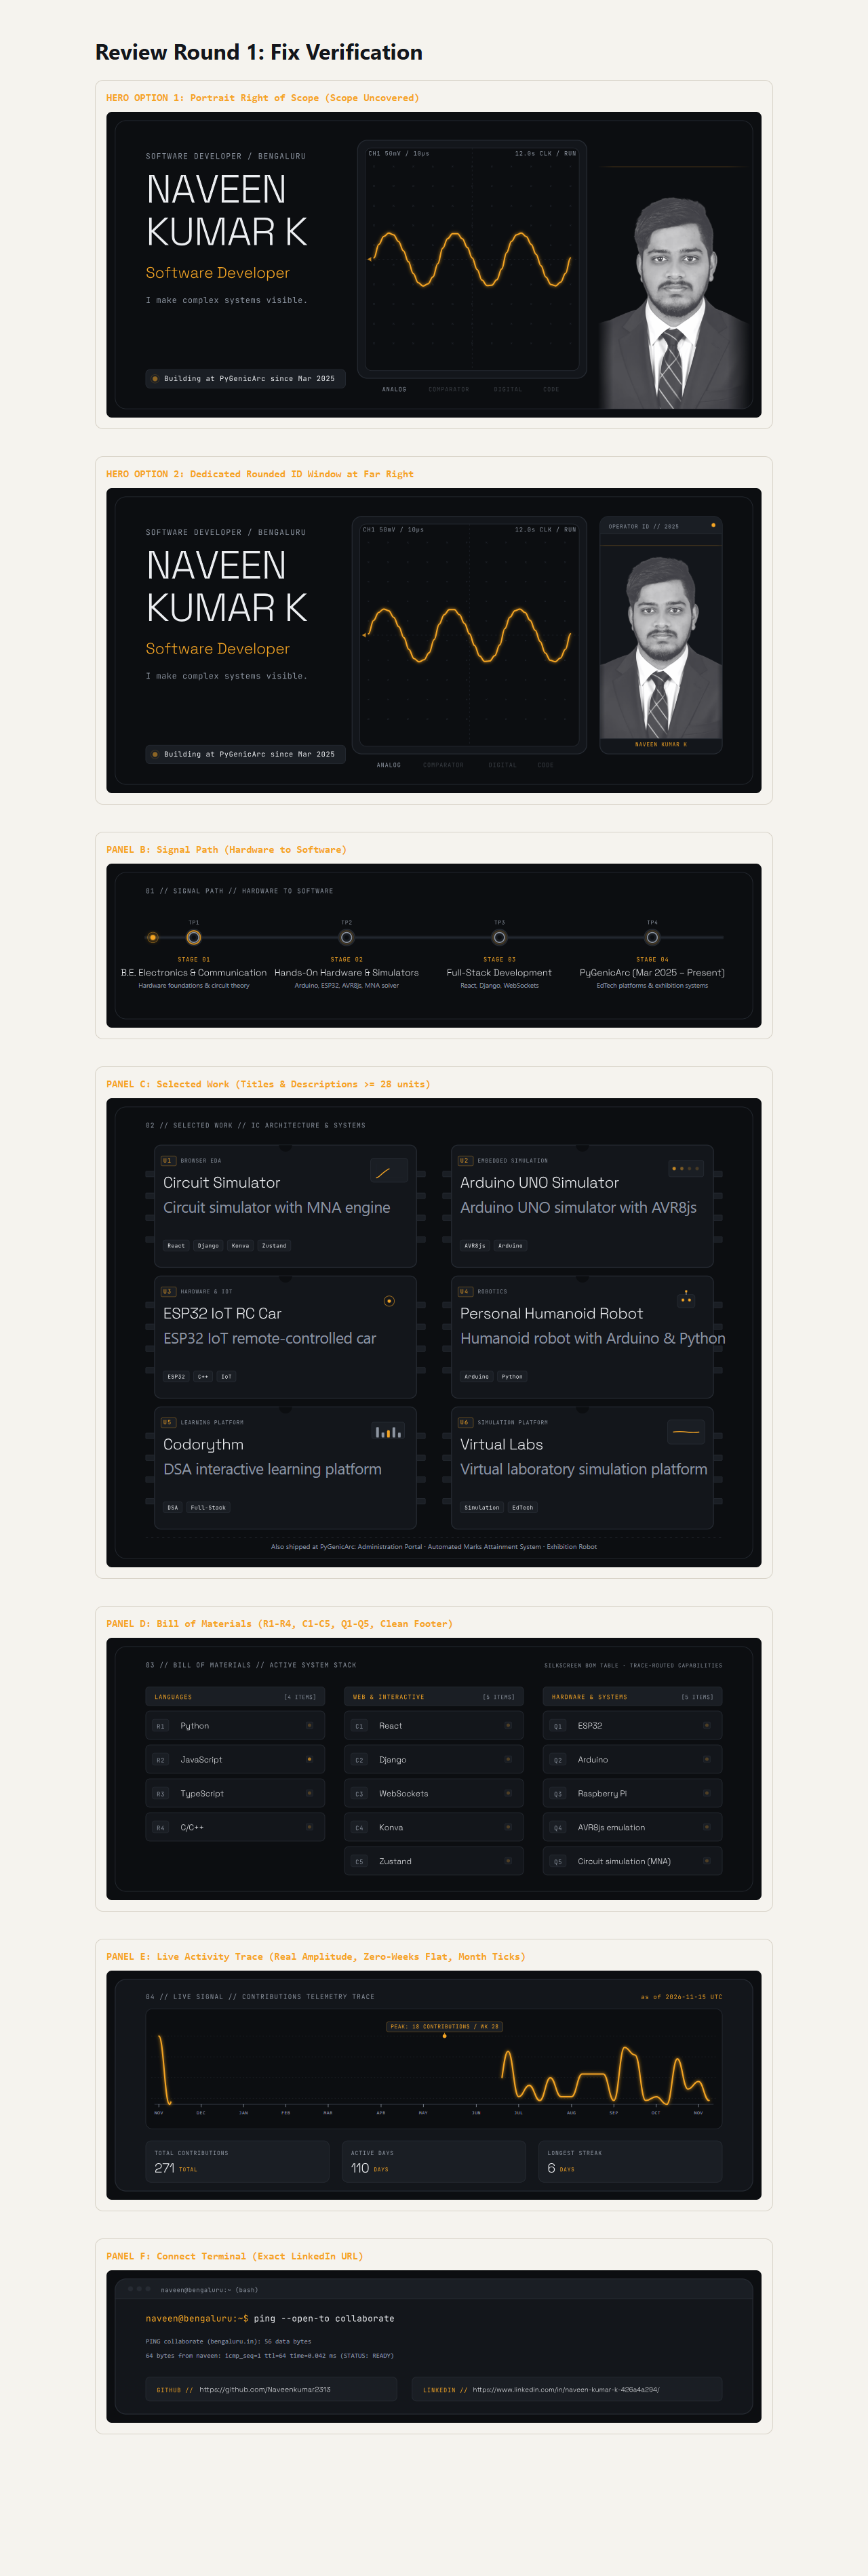 Review Round 1: Fix Verification
HERO OPTION 1: Portrait Right of Scope (Scope Uncovered)
SOFTWARE DEVELOPER / BENGALURU
NAVEEN
KUMAR K
Software Developer
I make complex systems visible.
Building at PyGenicArc since Mar 2025
CH1 50mV / 10µs
12.0s CLK / RUN
ANALOG COMPARATOR DIGITAL CODE
HERO OPTION 2: Dedicated Rounded ID Window at Far Right
SOFTWARE DEVELOPER / BENGALURU
NAVEEN
KUMAR K
Software Developer
I make complex systems visible.
Building at PyGenicArc since Mar 2025
CH1 50mV / 10µs
12.0s CLK / RUN
ANALOG COMPARATOR DIGITAL CODE
OPERATOR ID // 2025
NAVEEN KUMAR K
PANEL B: Signal Path (Hardware to Software)
01 // SIGNAL PATH // HARDWARE TO SOFTWARE
TP1 TP2 TP3 TP4
STAGE 01 STAGE 02 STAGE 03 STAGE 04
B.E. Electronics & Communication Hands-On Hardware & Simulators Full-Stack Development PyGenicArc (Mar 2025 – Present)
Hardware foundations & circuit theory Arduino, ESP32, AVR8js, MNA solver React, Django, WebSockets EdTech platforms & exhibition systems
PANEL C: Selected Work (Titles & Descriptions >= 28 units)
02 // SELECTED WORK // IC ARCHITECTURE & SYSTEMS
U1 BROWSER EDA
Circuit Simulator
Circuit simulator with MNA engine
React Django Konva Zustand
U2 EMBEDDED SIMULATION
Arduino UNO Simulator
Arduino UNO simulator with AVR8js
AVR8js Arduino
U3 HARDWARE & IOT
ESP32 IoT RC Car
ESP32 IoT remote-controlled car
ESP32 C++ IoT
U4 ROBOTICS
Personal Humanoid Robot
Humanoid robot with Arduino & Python
Arduino Python
U5 LEARNING PLATFORM
Codorythm
DSA interactive learning platform
DSA Full-Stack
U6 SIMULATION PLATFORM
Virtual Labs
Virtual laboratory simulation platform
Simulation EdTech
Also shipped at PyGenicArc: Administration Portal · Automated Marks Attainment System · Exhibition Robot
PANEL D: Bill of Materials (R1-R4, C1-C5, Q1-Q5, Clean Footer)
03 // BILL OF MATERIALS // ACTIVE SYSTEM STACK
SILKSCREEN BOM TABLE · TRACE-ROUTED CAPABILITIES
LANGUAGES [4 ITEMS]
R1 Python
R2 JavaScript
R3 TypeScript
R4 C/C++
WEB & INTERACTIVE [5 ITEMS]
C1 React
C2 Django
C3 WebSockets
C4 Konva
C5 Zustand
HARDWARE & SYSTEMS [5 ITEMS]
Q1 ESP32
Q2 Arduino
Q3 Raspberry Pi
Q4 AVR8js emulation
Q5 Circuit simulation (MNA)
PANEL E: Live Activity Trace (Real Amplitude, Zero-Weeks Flat, Month Ticks)
04 // LIVE SIGNAL // CONTRIBUTIONS TELEMETRY TRACE
as of 2026-11-15 UTC
PEAK: 18 CONTRIBUTIONS / WK 28
NOV DEC JAN FEB MAR APR MAY JUN JUL AUG SEP OCT NOV
TOTAL CONTRIBUTIONS
271 TOTAL
ACTIVE DAYS
110 DAYS
LONGEST STREAK
6 DAYS
PANEL F: Connect Terminal (Exact LinkedIn URL)
naveen@bengaluru:~ (bash)
naveen@bengaluru:~$ ping --open-to collaborate
PING collaborate (bengaluru.in): 56 data bytes
64 bytes from naveen: icmp_seq=1 ttl=64 time=0.042 ms (STATUS: READY)
GITHUB // https://github.com/Naveenkumar2313
LINKEDIN // https://www.linkedin.com/in/naveen-kumar-k-426a4a294/